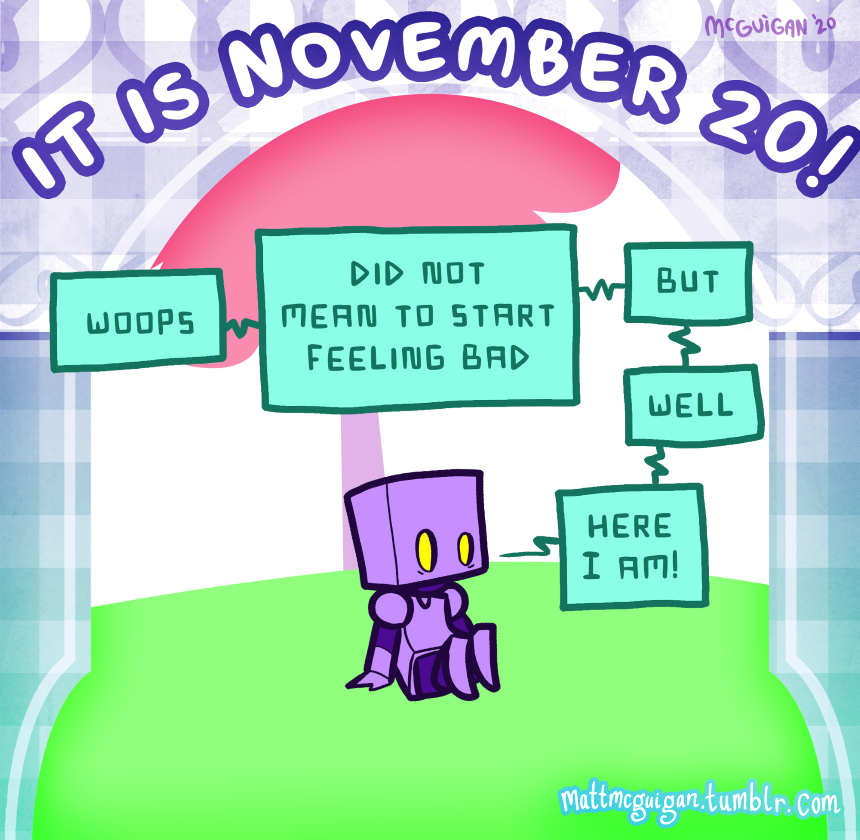 McGUiGAN '20
IT IS NOVEMBER 20!
WOOPS
DID NOT
MEAN TO START
FEELING BAD
BUT
WELL
HERE
I AM!
mattmcguigan.tumblr.com